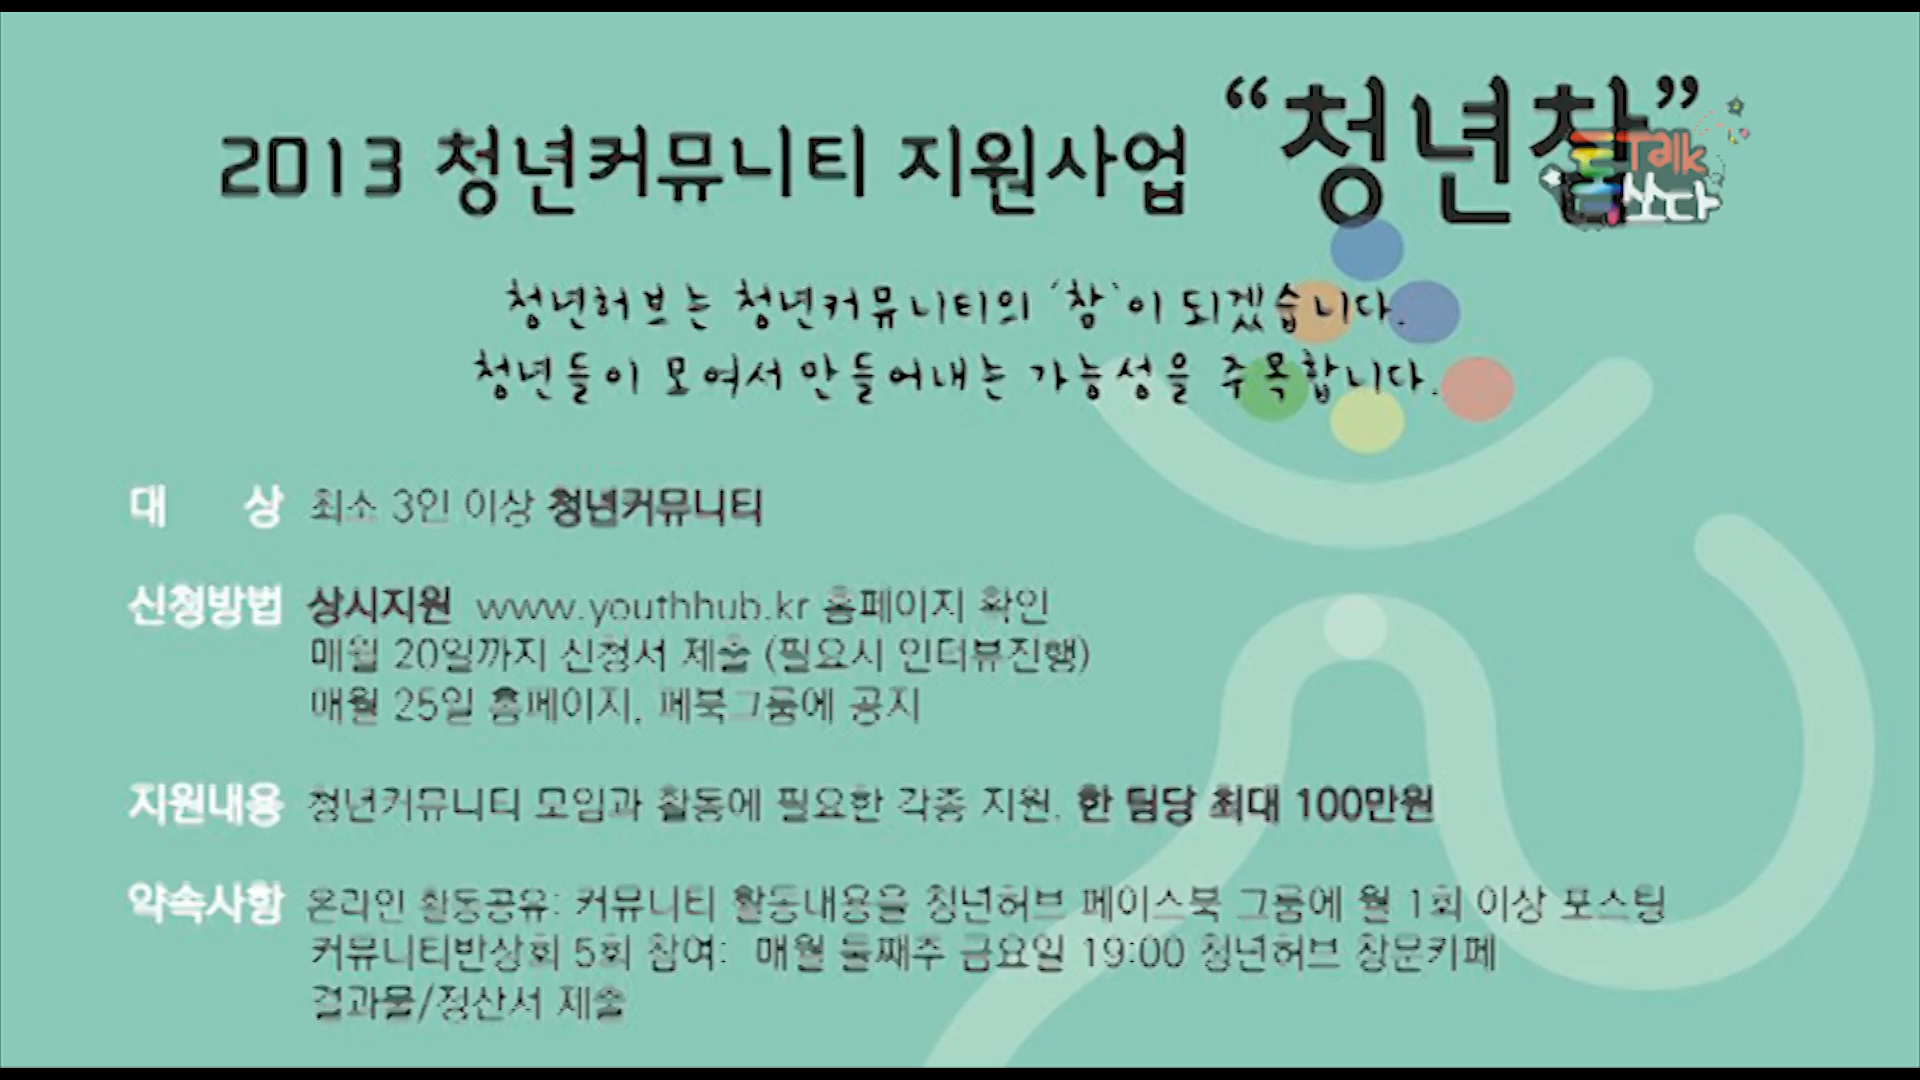 2013 청년커뮤니티 지원사업 “청년참”
톡Talk
톡쏘다
청년허브는 청년커뮤니티의 '참'이 되겠습니다.
청년들이 모여서 만들어내는 가능성을 주목합니다.
대 상 최소 3인 이상 청년커뮤니티
신청방법 상시지원 www.youthhub.kr 홈페이지 확인
매월 20일까지 신청서 제출 (필요시 인터뷰진행)
매월 25일 홈페이지, 페북그룹에 공지
지원내용 청년커뮤니티 모임과 활동에 필요한 각종 지원. 한 팀당 최대 100만원
약속사항 온라인 활동공유: 커뮤니티 활동내용을 청년허브 페이스북 그룹에 월 1회 이상 포스팅
커뮤니티반상회 5회 참여: 매월 둘째주 금요일 19:00 청년허브 창문카페
결과물/정산서 제출